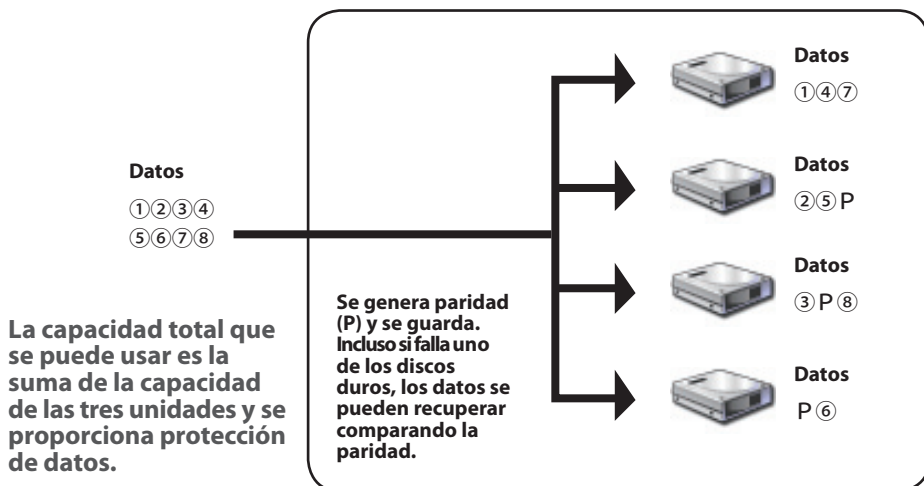 Datos
①②③④
⑤⑥⑦⑧
La capacidad total que
se puede usar es la
suma de la capacidad
de las tres unidades y se
proporciona protección
de datos.
Se genera paridad
(P) y se guarda.
Incluso si falla uno
de los discos
duros, los datos se
pueden recuperar
comparando la
paridad.
Datos
①④⑦
Datos
②⑤P
Datos
③P⑧
Datos
P⑥